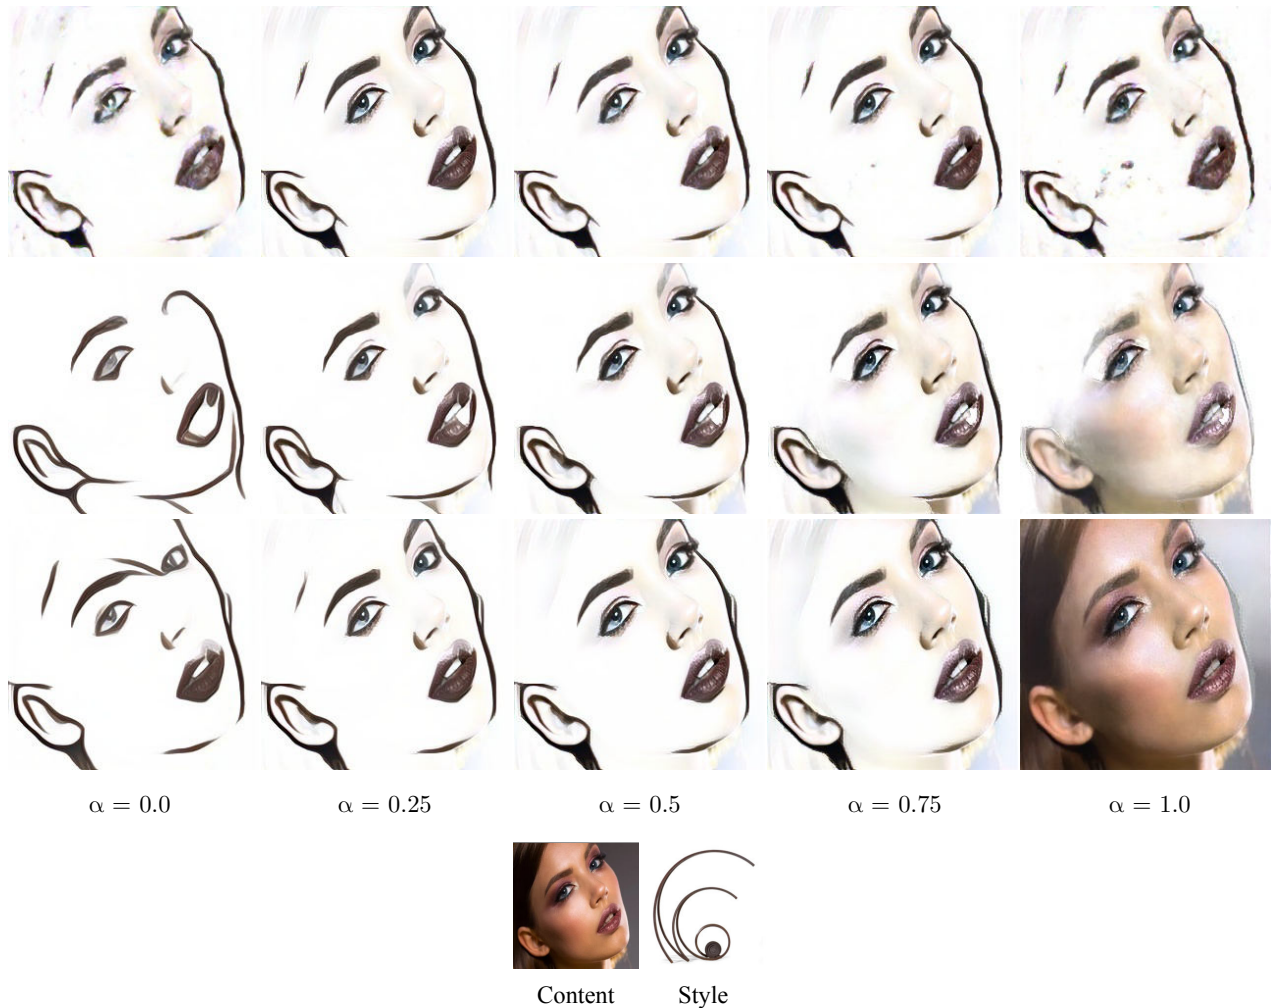 α = 0.0 α = 0.25 α = 0.5 α = 0.75 α = 1.0
Content Style